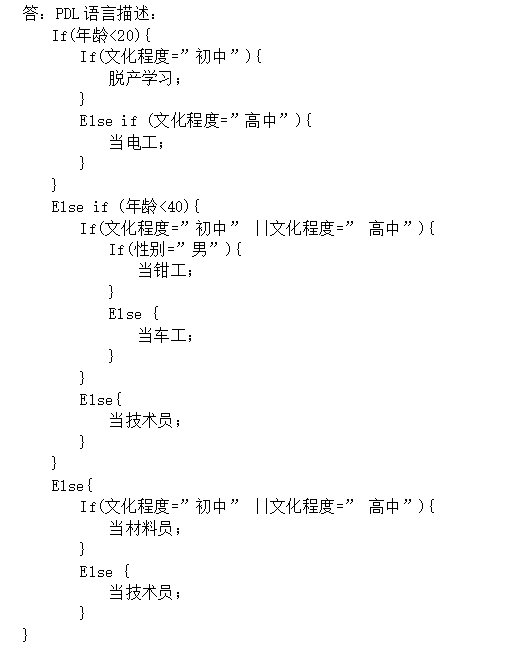 答：PDL 语言描述：
If(年龄<20){
If(文化程度=”初中”){
脱产学习；
}
Else if (文化程度=”高中”){
当电工；
}
}
Else if (年龄<40){
If(文化程度=”初中” ||文化程度=” 高中”){
If(性别=”男”){
当钳工；
}
Else {
当车工；
}
}
Else{
当技术员；
}
}
Else{
If(文化程度=”初中” ||文化程度=” 高中”){
当材料员；
}
Else {
当技术员；
}
}